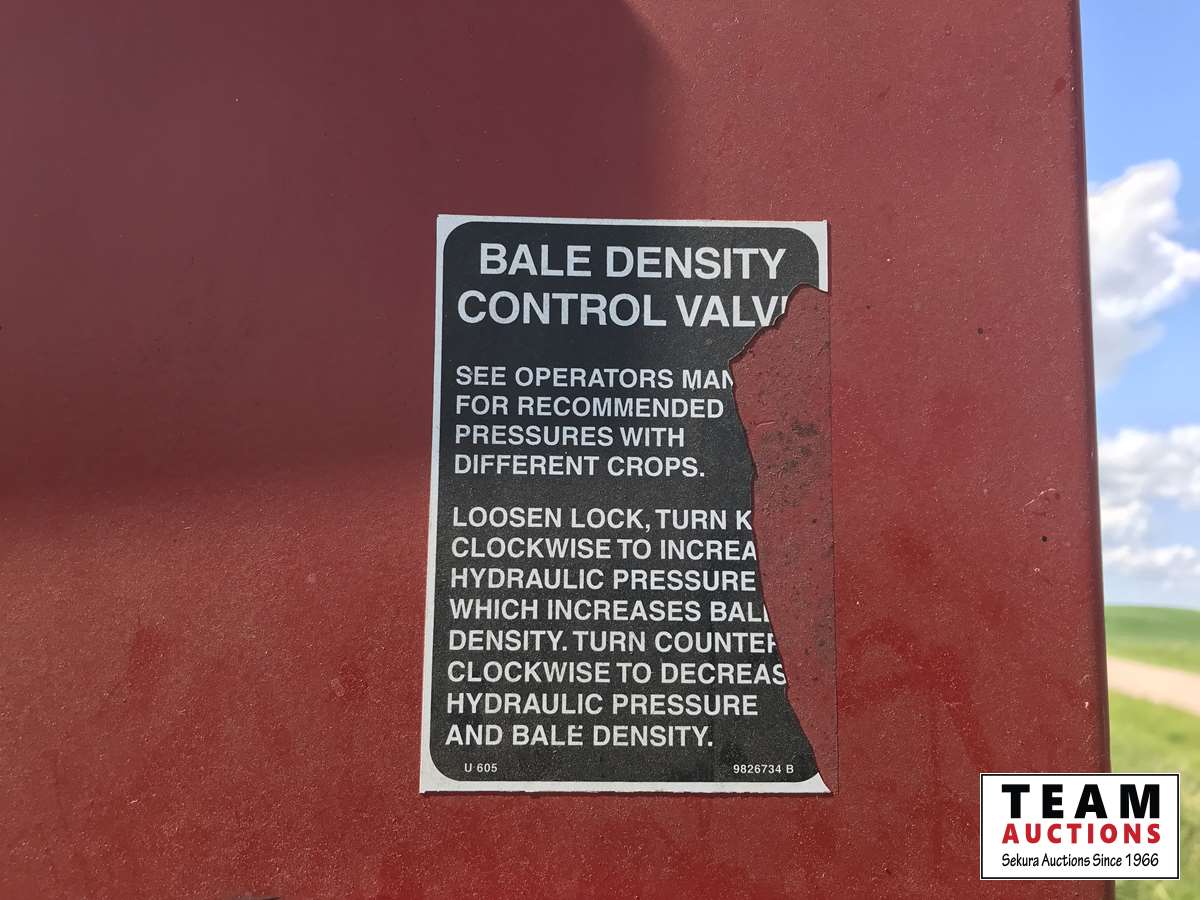 BALE DENSITY
CONTROL VALV
SEE OPERATORS MAN
FOR RECOMMENDED
PRESSURES WITH
DIFFERENT CROPS.
LOOSEN LOCK, TURN K
CLOCKWISE TO INCREA
HYDRAULIC PRESSURE
WHICH INCREASES BAL
DENSITY. TURN COUNTER
CLOCKWISE TO DECREAS
HYDRAULIC PRESSURE
AND BALE DENSITY.
U 605 9826734 B
TEAM
AUCTIONS
Sekura Auctions Since 1966